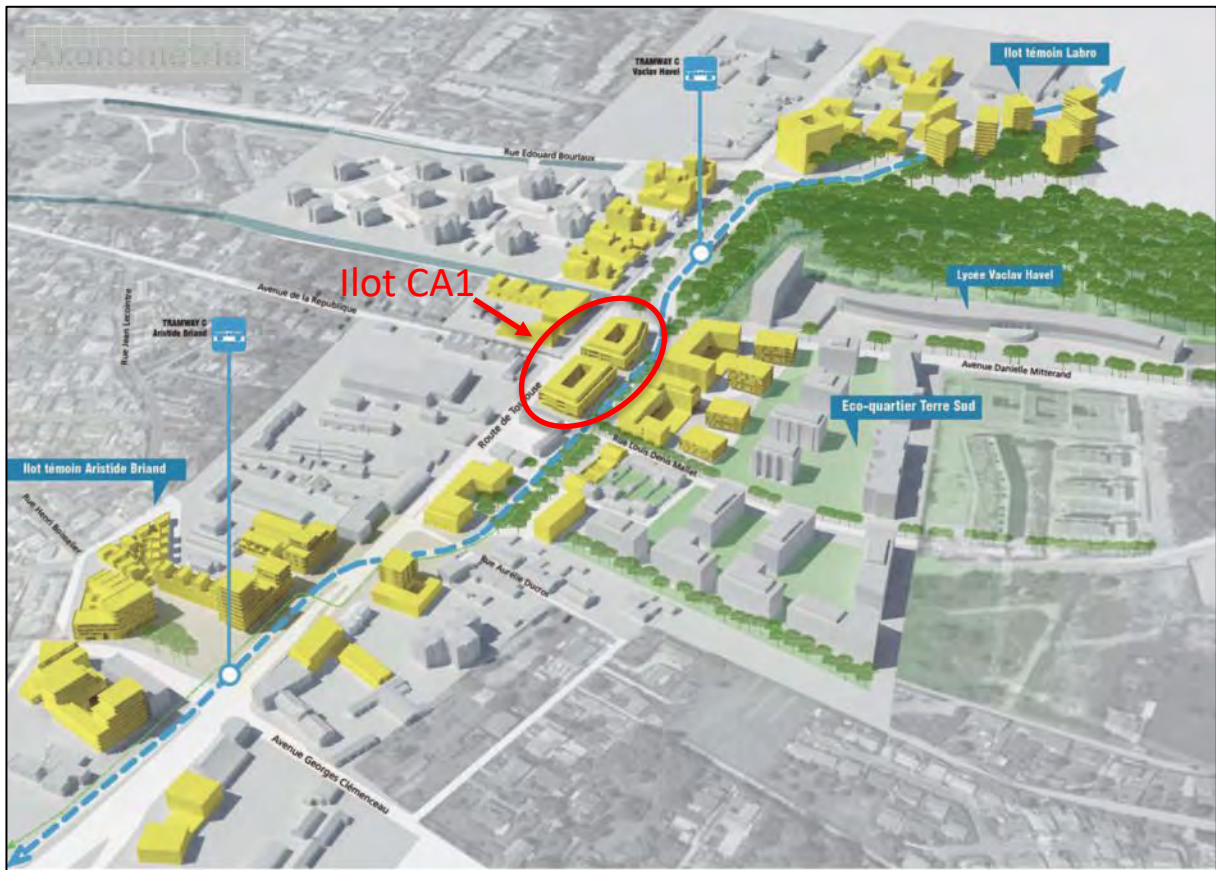 Axonométrie
Ilot témoin Labro
TRAMWAY C
Vaclav Havel
Rue Edouard Bourlaux
Ilot CA1
Avenue de la République
Lycée Vaclav Havel
Rue Jean Lecointre
TRAMWAY C
Aristide Briand
Avenue Danielle Mitterand
Route de Toulouse
Eco-quartier Terre Sud
Rue Louis Denis Mallet
Ilot témoin Aristide Briand
Rue Aurélie Ducros
Avenue Georges Clémenceau